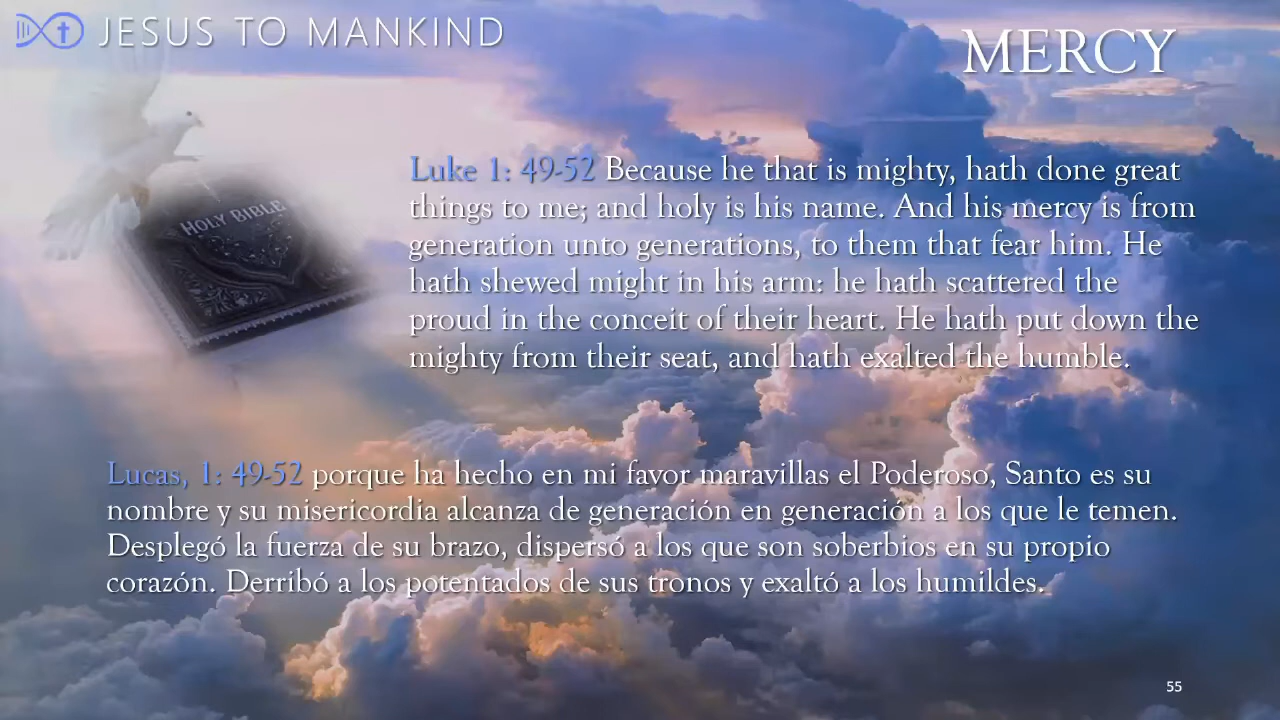 JESUS TO MANKIND
MERCY
HOLY BIBLE
Luke 1: 49-52 Because he that is mighty, hath done great
things to me; and holy is his name. And his mercy is from
generation unto generations, to them that fear him. He
hath shewed might in his arm: he hath scattered the
proud in the conceit of their heart. He hath put down the
mighty from their seat, and hath exalted the humble.
Lucas, 1: 49-52 porque ha hecho en mi favor maravillas el Poderoso, Santo es su
nombre y su misericordia alcanza de generación en generación a los que le temen.
Desplegó la fuerza de su brazo, dispersó a los que son soberbios en su propio
corazón. Derribó a los potentados de sus tronos y exaltó a los humildes.
55